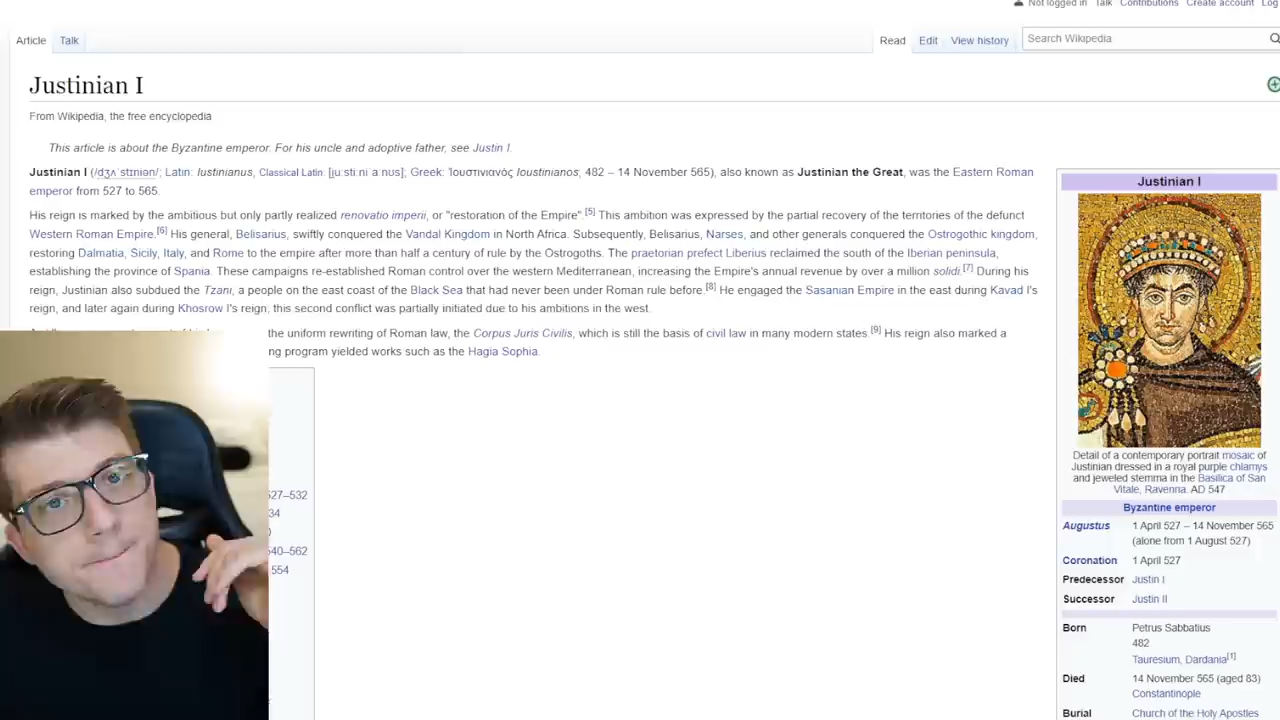 Not logged in Talk Contributions Create account Log
Article Talk Read Edit View history Search Wikipedia
Justinian I
From Wikipedia, the free encyclopedia
This article is about the Byzantine emperor. For his uncle and adoptive father, see Justin I.
Justinian I (/dʒʌˈstɪniən/; Latin: Iustinianus, Classical Latin: [juːstiːniˈaːnʊs]; Greek: Ἰουστινιανός Ioustinianos; 482 – 14 November 565), also known as Justinian the Great, was the Eastern Roman
emperor from 527 to 565.
His reign is marked by the ambitious but only partly realized renovatio imperii, or "restoration of the Empire".[5] This ambition was expressed by the partial recovery of the territories of the defunct
Western Roman Empire.[6] His general, Belisarius, swiftly conquered the Vandal Kingdom in North Africa. Subsequently, Belisarius, Narses, and other generals conquered the Ostrogothic kingdom,
restoring Dalmatia, Sicily, Italy, and Rome to the empire after more than half a century of rule by the Ostrogoths. The praetorian prefect Liberius reclaimed the south of the Iberian peninsula,
establishing the province of Spania. These campaigns re-established Roman control over the western Mediterranean, increasing the Empire's annual revenue by over a million solidi.[7] During his
reign, Justinian also subdued the Tzani, a people on the east coast of the Black Sea that had never been under Roman rule before.[8] He engaged the Sasanian Empire in the east during Kavad I's
reign, and later again during Khosrow I's reign; this second conflict was partially initiated due to his ambitions in the west.
the uniform rewriting of Roman law, the Corpus Juris Civilis, which is still the basis of civil law in many modern states.[9] His reign also marked a
ng program yielded works such as the Hagia Sophia.
527–532
34
540–562
554
Justinian I
Detail of a contemporary portrait mosaic of
Justinian dressed in a royal purple chlamys
and jeweled stemma in the Basilica of San
Vitale, Ravenna. AD 547
Byzantine emperor
Augustus 1 April 527 – 14 November 565
(alone from 1 August 527)
Coronation 1 April 527
Predecessor Justin I
Successor Justin II
Born Petrus Sabbatius
482
Tauresium, Dardania[1]
Died 14 November 565 (aged 83)
Constantinople
Burial Church of the Holy Apostles